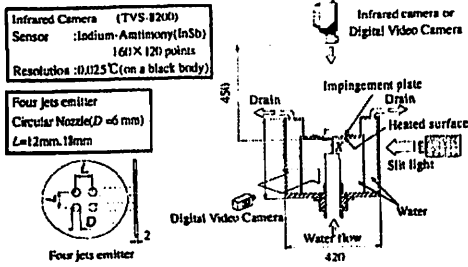 Infrared Camera (TVS-8200)
Sensor :Indium-Antimony(InSb)
160×120 points
Resolution :0.025℃(on a black body)
Four jets emitter
Circular Nozzle(D=6 mm)
L=12mm,18mm
L
L
D
2
Four jets emitter
Infrared camera or
Digital Video Camera
450
Impingement plate
Drain
Drain
r
Heated surface
Slit light
Digital Video Camera
Water
Water flow
420